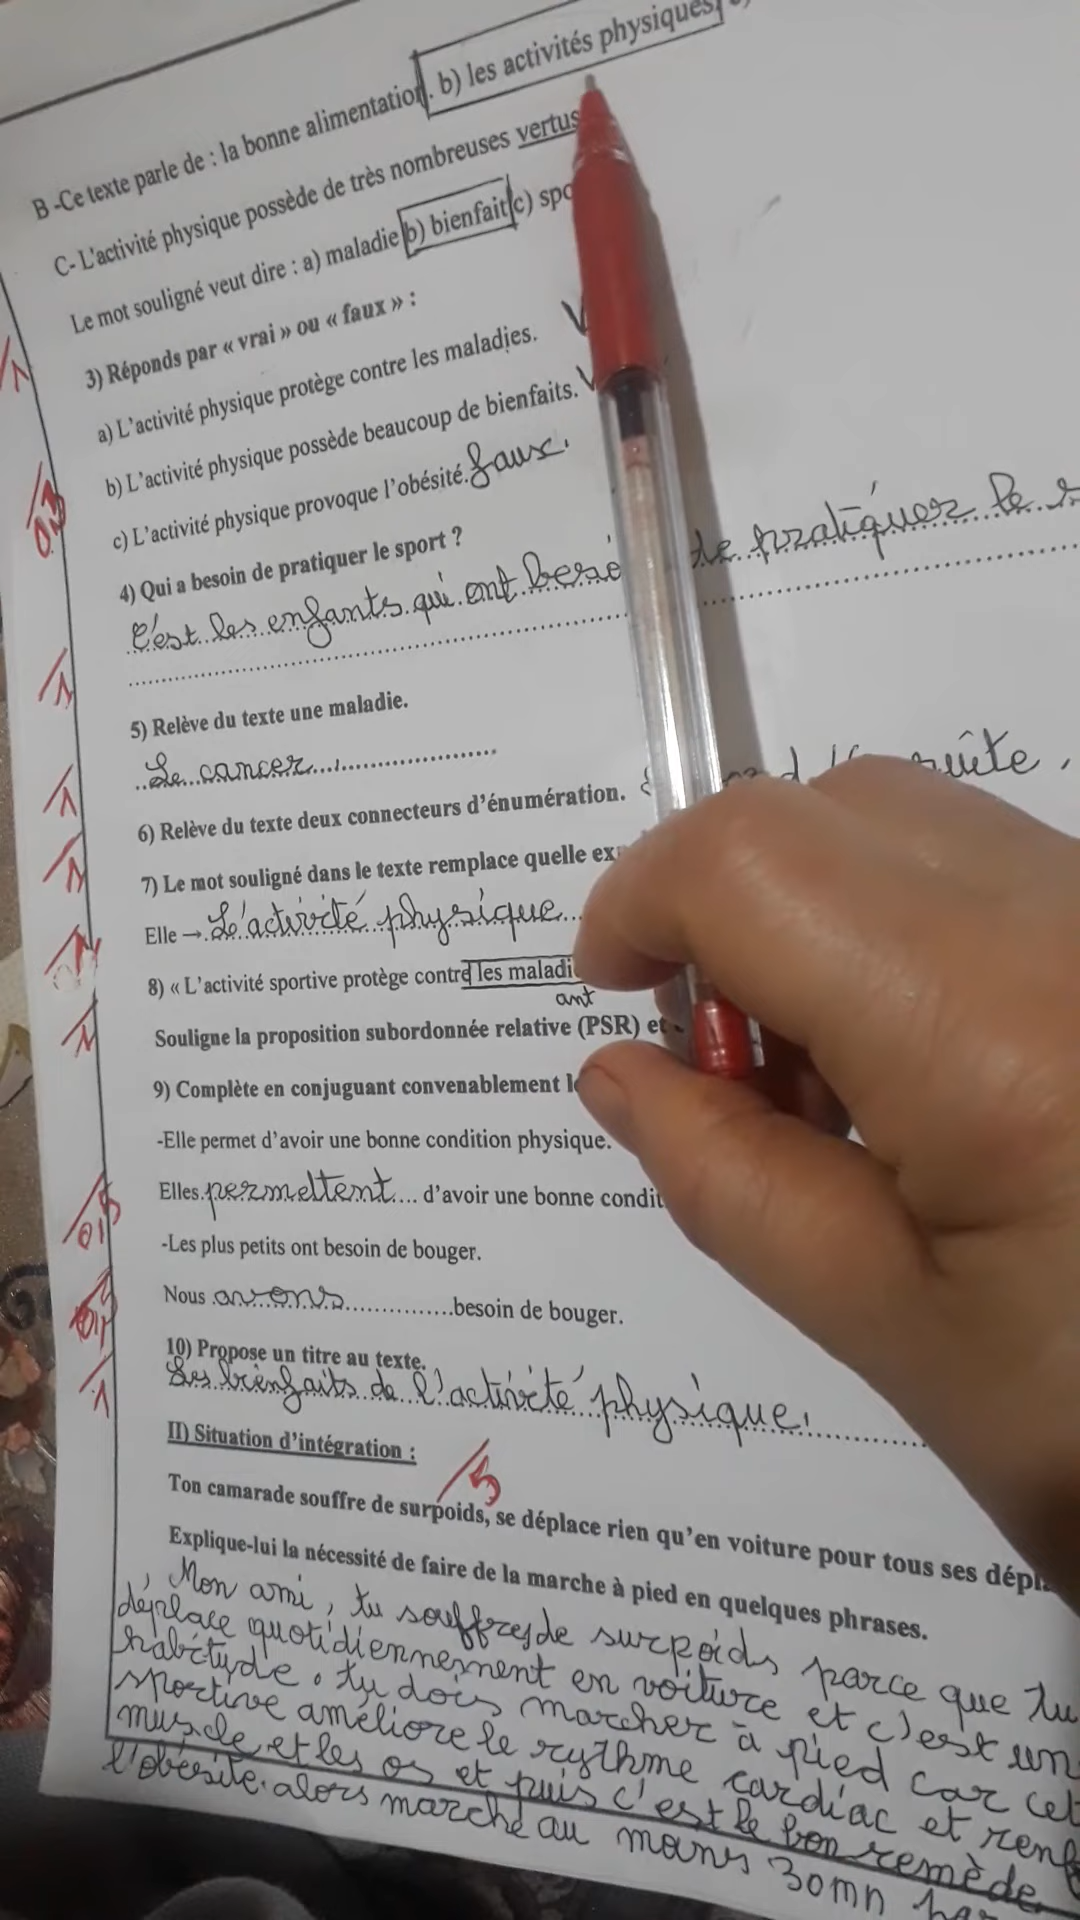 B -Ce texte parle de : la bonne alimentation. b) les activités physiques,
C- L'activité physique possède de très nombreuses vertus
Le mot souligné veut dire : a) maladie b) bienfait c) spo
3) Réponds par « vrai » ou « faux » :
a) L'activité physique protège contre les maladies. V
b) L'activité physique possède beaucoup de bienfaits. V
c) L'activité physique provoque l'obésité. faux.
4) Qui a besoin de pratiquer le sport ?
C'est les enfants qui ont beso de pratiquer le s
5) Relève du texte une maladie.
Le cancer
6) Relève du texte deux connecteurs d'énumération.
7) Le mot souligné dans le texte remplace quelle ex
Elle → L'activité physique
8) « L'activité sportive protège contre les maladi
ant
Souligne la proposition subordonnée relative (PSR) et
9) Complète en conjuguant convenablement le
-Elle permet d'avoir une bonne condition physique.
Elles permettent d'avoir une bonne condit
-Les plus petits ont besoin de bouger.
Nous avons besoin de bouger.
10) Propose un titre au texte.
Les bienfaits de l'activité physique.
II) Situation d'intégration :
/5
Ton camarade souffre de surpoids, se déplace rien qu'en voiture pour tous ses dépl
Explique-lui la nécessité de faire de la marche à pied en quelques phrases.
Mon ami, tu souffres de surpoids parce que tu
déplace quotidiennement en voiture et c'est un
habitude. tu dois marcher à pied car cet
sportive améliore le rythme cardiac et renf
muscle et les os et puis c'est le bon remède
l'obésité. alors marche au moins 30mn par